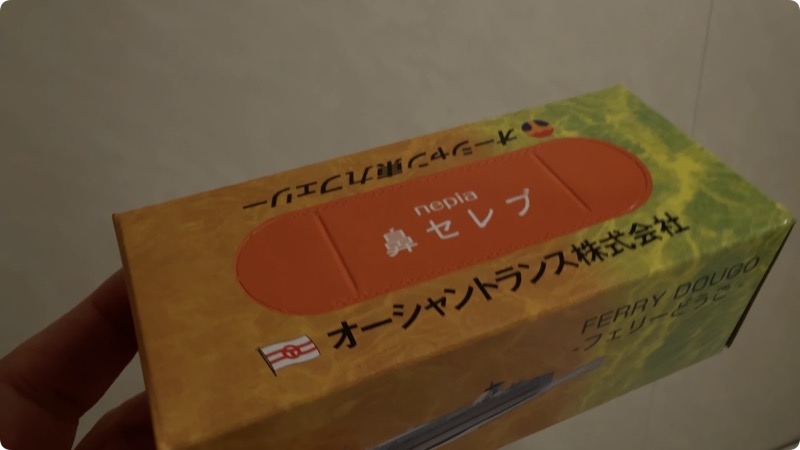 オーシャン東九フェリー
nepia
鼻セレブ
オーシャントランス株式会社
FERRY DOUGO
-フェリーどうご-